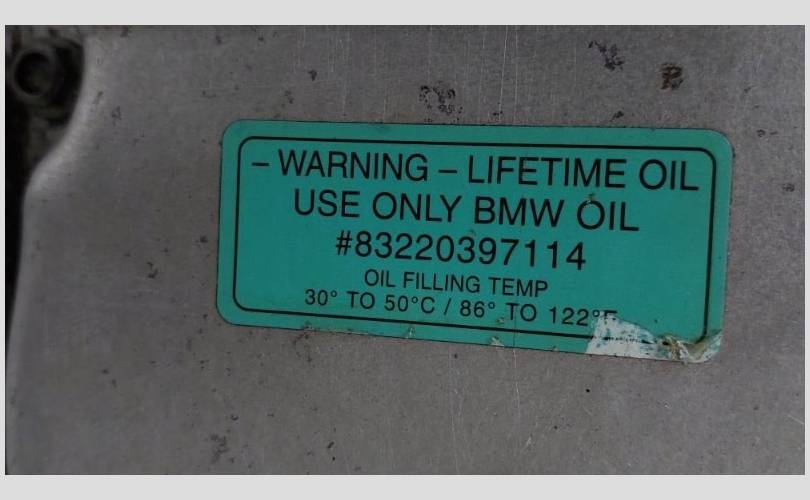 – WARNING – LIFETIME OIL
USE ONLY BMW OIL
#83220397114
OIL FILLING TEMP
30° TO 50°C / 86° TO 122°F